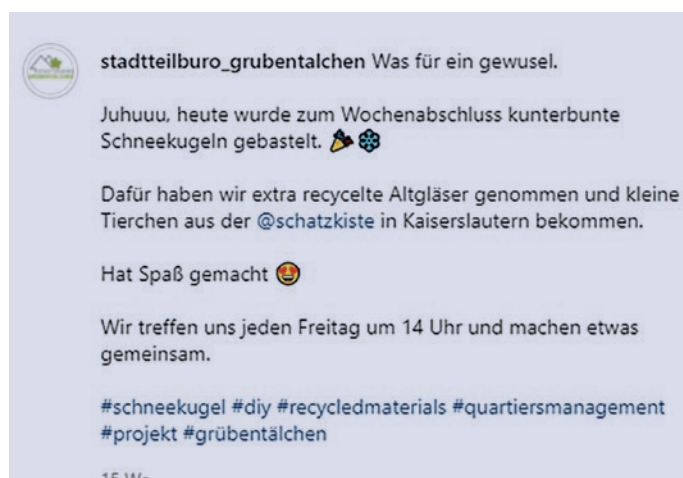 stadtteilburo_grubentalchen Was für ein gewusel.
Juhuuu, heute wurde zum Wochenabschluss kunterbunte
Schneekugeln gebastelt. 🎉❄️
Dafür haben wir extra recycelte Altgläser genommen und kleine
Tierchen aus der @schatzkiste in Kaiserslautern bekommen.
Hat Spaß gemacht 😍
Wir treffen uns jeden Freitag um 14 Uhr und machen etwas
gemeinsam.
#schneekugel #diy #recycledmaterials #quartiersmanagement
#projekt #grübentälchen